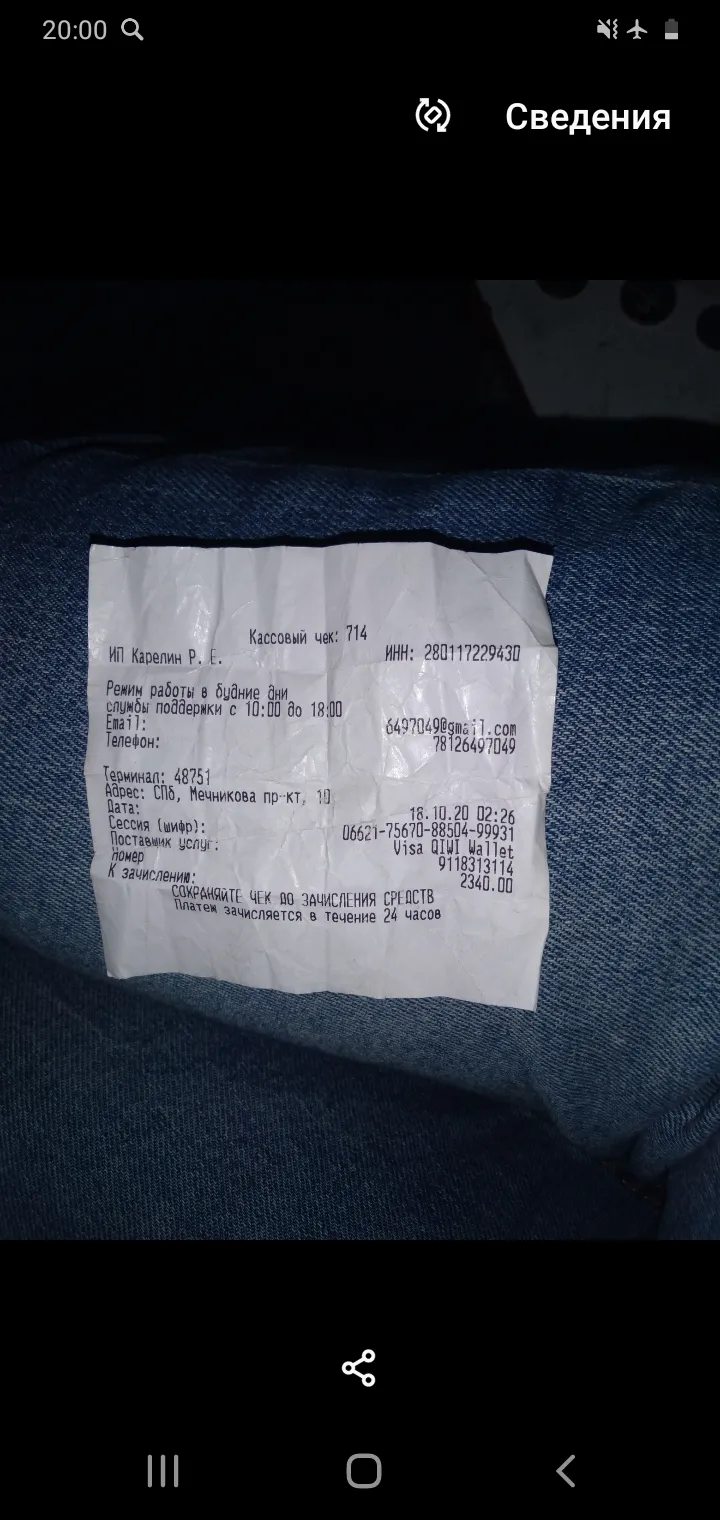 20:00
Сведения
Кассовый чек: 714
ИП Карелин Р. Е. ИНН: 280117229430
Режим работы в будние дни
службы поддержки с 10:00 до 18:00
Email: 6497049@gmail.com
Телефон: 78126497049
Терминал: 48751
Адрес: СПб, Мечникова пр-кт, 10
Дата: 18.10.20 02:26
Сессия (шифр): 06621-75670-88504-99931
Поставшик услуг: Visa QIWI Wallet
Номер 9118313114
К зачислению: 2340.00
СОХРАНЯЙТЕ ЧЕК ДО ЗАЧИСЛЕНИЯ СРЕДСТВ
Платеж зачисляется в течение 24 часов